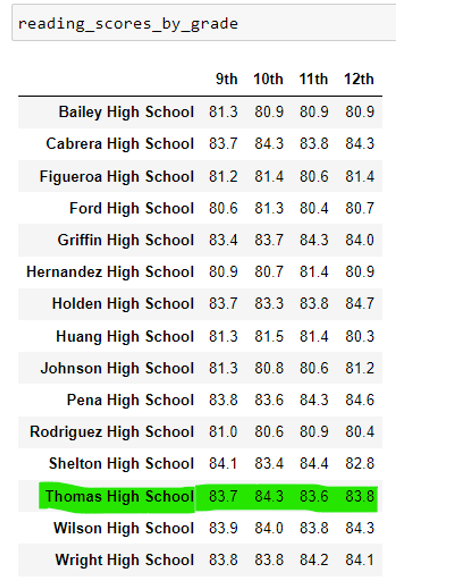 reading_scores_by_grade
9th 10th 11th 12th
Bailey High School 81.3 80.9 80.9 80.9
Cabrera High School 83.7 84.3 83.8 84.3
Figueroa High School 81.2 81.4 80.6 81.4
Ford High School 80.6 81.3 80.4 80.7
Griffin High School 83.4 83.7 84.3 84.0
Hernandez High School 80.9 80.7 81.4 80.9
Holden High School 83.7 83.3 83.8 84.7
Huang High School 81.3 81.5 81.4 80.3
Johnson High School 81.3 80.8 80.6 81.2
Pena High School 83.8 83.6 84.3 84.6
Rodriguez High School 81.0 80.6 80.9 80.4
Shelton High School 84.1 83.4 84.4 82.8
Thomas High School 83.7 84.3 83.6 83.8
Wilson High School 83.9 84.0 83.8 84.3
Wright High School 83.8 83.8 84.2 84.1